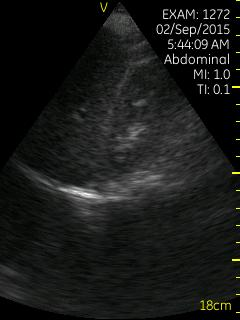 V
EXAM: 1272
02/Sep/2015
5:44:09 AM
Abdominal
MI: 1.0
TI: 0.1
18cm